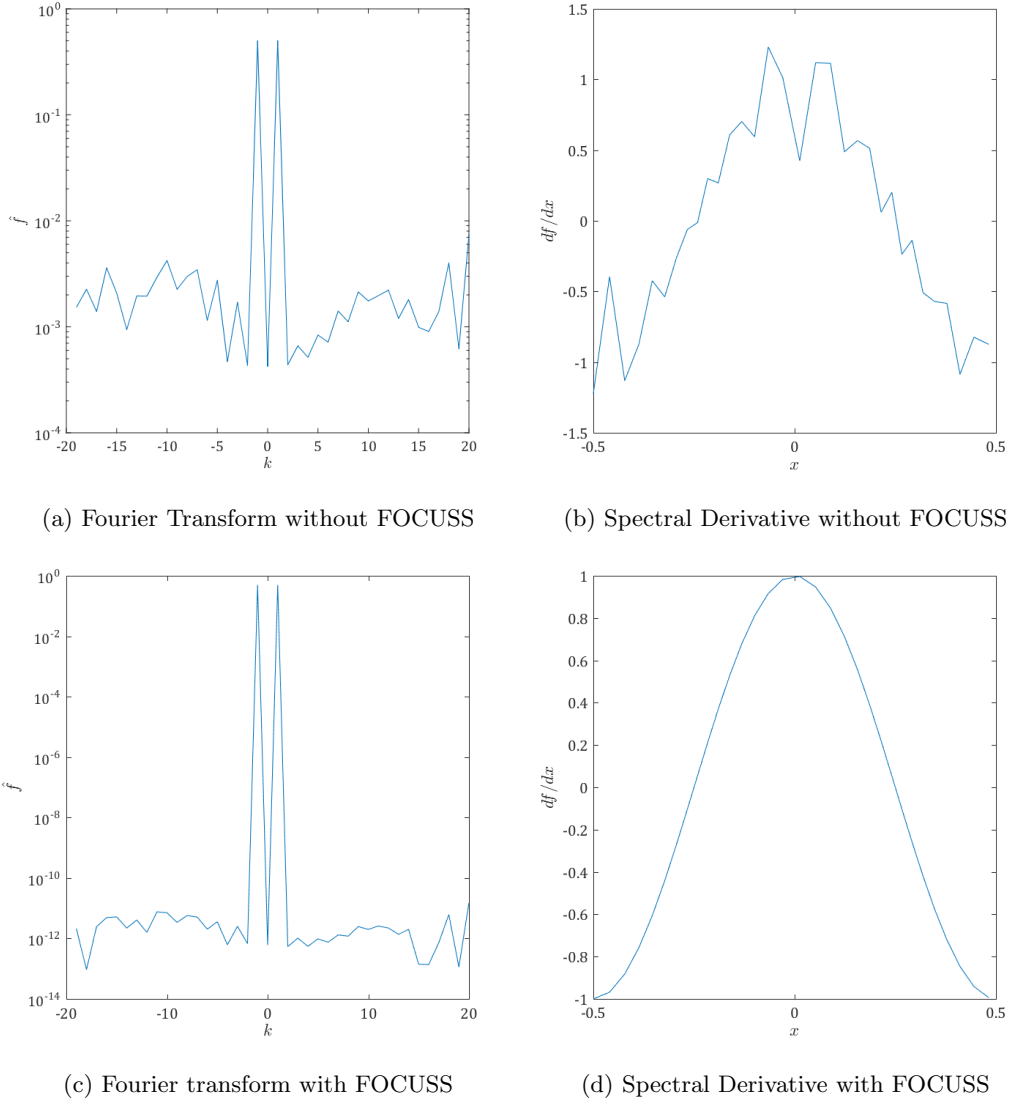 10^0
10^-1
10^-2
10^-3
10^-4
f̂
-20 -15 -10 -5 0 5 10 15 20
k
1.5
1
0.5
0
-0.5
-1
-1.5
df/dx
-0.5 0 0.5
x
(a) Fourier Transform without FOCUSS
(b) Spectral Derivative without FOCUSS
10^0
10^-2
10^-4
10^-6
10^-8
10^-10
10^-12
10^-14
f̂
-20 -10 0 10 20
k
1
0.8
0.6
0.4
0.2
0
-0.2
-0.4
-0.6
-0.8
-1
df/dx
-0.5 0 0.5
x
(c) Fourier transform with FOCUSS
(d) Spectral Derivative with FOCUSS